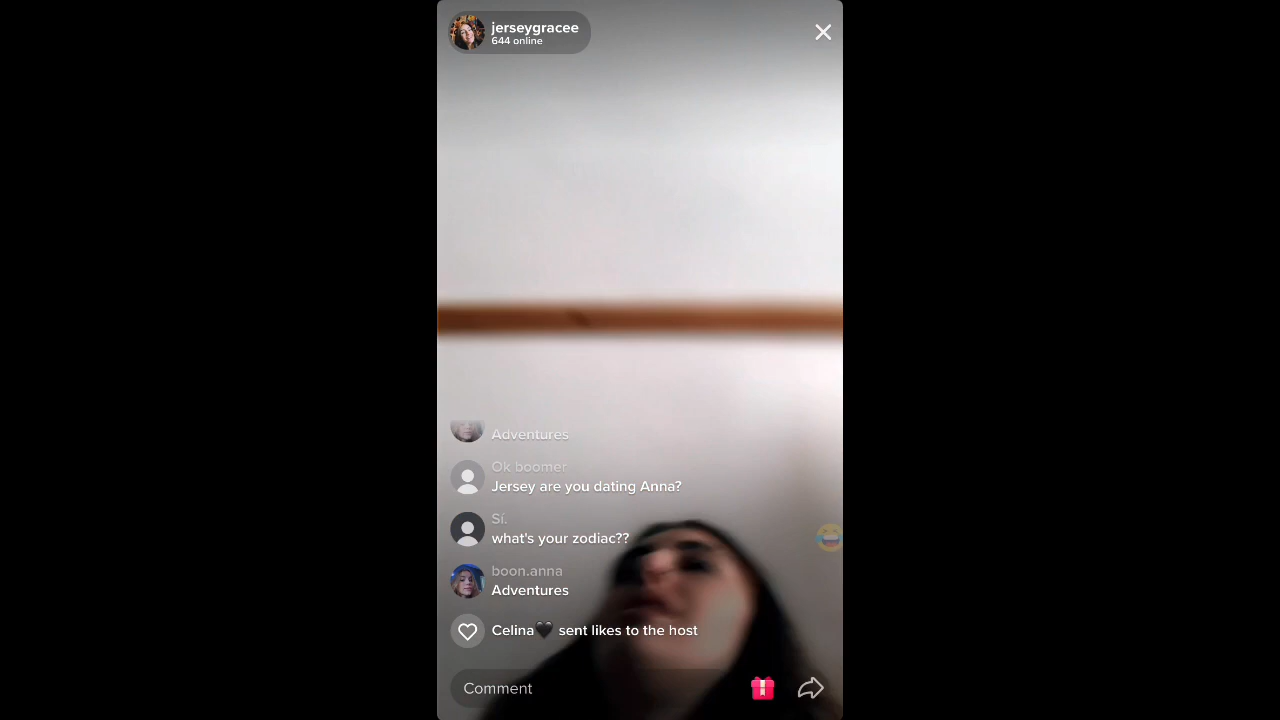 jerseygracee
644 online
Adventures
Ok boomer
Jersey are you dating Anna?
Sí.
what's your zodiac??
boon.anna
Adventures
Celina🖤 sent likes to the host
Comment